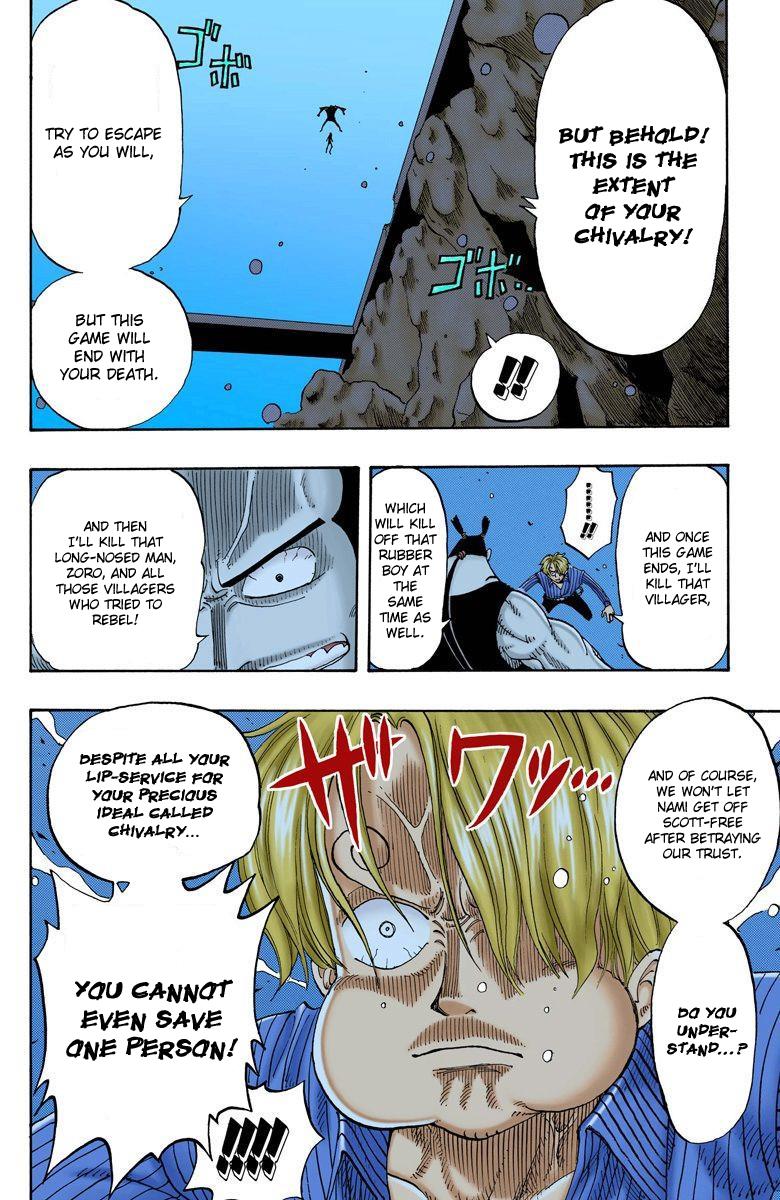 BUT BEHOLD!
THIS IS THE
EXTENT
OF YOUR
CHIVALRY!
ゴボ‥
!!
ゴボ
TRY TO ESCAPE
AS YOU WILL,
BUT THIS
GAME WILL
END WITH
YOUR DEATH.
AND ONCE
THIS GAME
ENDS, I'LL
KILL THAT
VILLAGER,
......!!
WHICH
WILL KILL
OFF THAT
RUBBER
BOY AT
THE
SAME
TIME AS
WELL.
AND THEN
I'LL KILL THAT
LONG-NOSED MAN,
ZORO, AND ALL
THOSE VILLAGERS
WHO TRIED TO
REBEL!
AND OF COURSE,
WE WON'T LET
NAMI GET OFF
SCOTT-FREE
AFTER BETRAYING
OUR TRUST.
DO YOU
UNDER-
STAND...?
ザワッ…
DESPITE ALL YOUR
LIP-SERVICE FOR
YOUR PRECIOUS
IDEAL CALLED
CHIVALRY...
YOU CANNOT
EVEN SAVE
ONE PERSON!
!!!!!